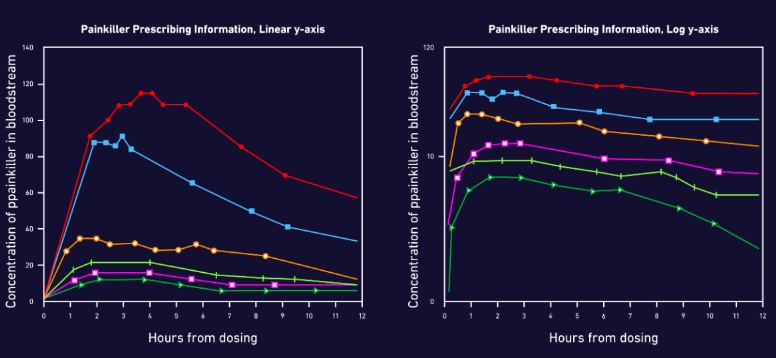 Painkiller Prescribing Information, Linear y-axis
Concentration of ppainkiller in bloodstream
140
120
100
80
60
40
20
0
0 1 2 3 4 5 6 7 8 9 10 11 12
Hours from dosing
Painkiller Prescribing Information, Log y-axis
Concentration of ppainkiller in bloodstream
120
10
0
0 1 2 3 4 5 6 7 8 9 10 11 12
Hours from dosing